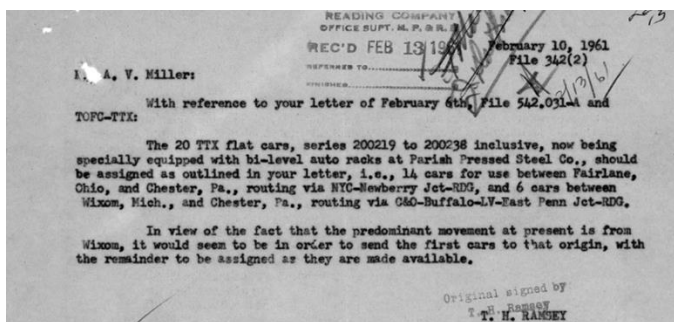 READING COMPANY
OFFICE SUPT. M. P. & R. E.
REC'D FEB 13 196
REFERRED TO
February 10, 1961
File 342(2)
2/13/61
A. V. Miller:
With reference to your letter of February 6th, File 542.031-A and
TOFC-TTX:
The 20 TTX flat cars, series 200219 to 200238 inclusive, now being
specially equipped with bi-level auto racks at Parish Pressed Steel Co., should
be assigned as outlined in your letter, i.e., 14 cars for use between Fairlane,
Ohio, and Chester, Pa., routing via NYC-Newberry Jct-RDG, and 6 cars between
Wixom, Mich., and Chester, Pa., routing via C&O-Buffalo-LV-East Penn Jct-RDG.
In view of the fact that the predominant movement at present is from
Wixom, it would seem to be in order to send the first cars to that origin, with
the remainder to be assigned as they are made available.
Original signed by
T. H. Ramsey
T. H. RAMSEY